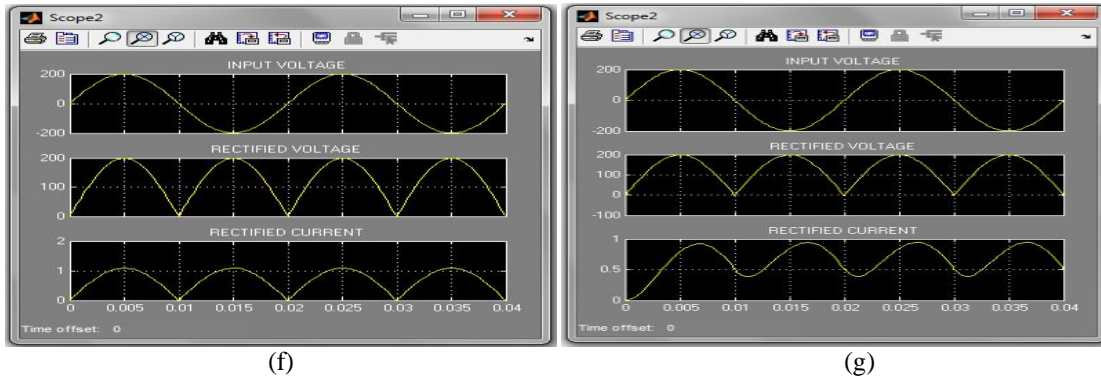 Scope2
INPUT VOLTAGE
200
0
-200
RECTIFIED VOLTAGE
200
100
0
RECTIFIED CURRENT
2
1
0
0 0.005 0.01 0.015 0.02 0.025 0.03 0.035 0.04
Time offset: 0
(f)
Scope2
INPUT VOLTAGE
200
0
-200
RECTIFIED VOLTAGE
200
100
0
-100
RECTIFIED CURRENT
1
0.5
0
0 0.005 0.01 0.015 0.02 0.025 0.03 0.035 0.04
Time offset: 0
(g)